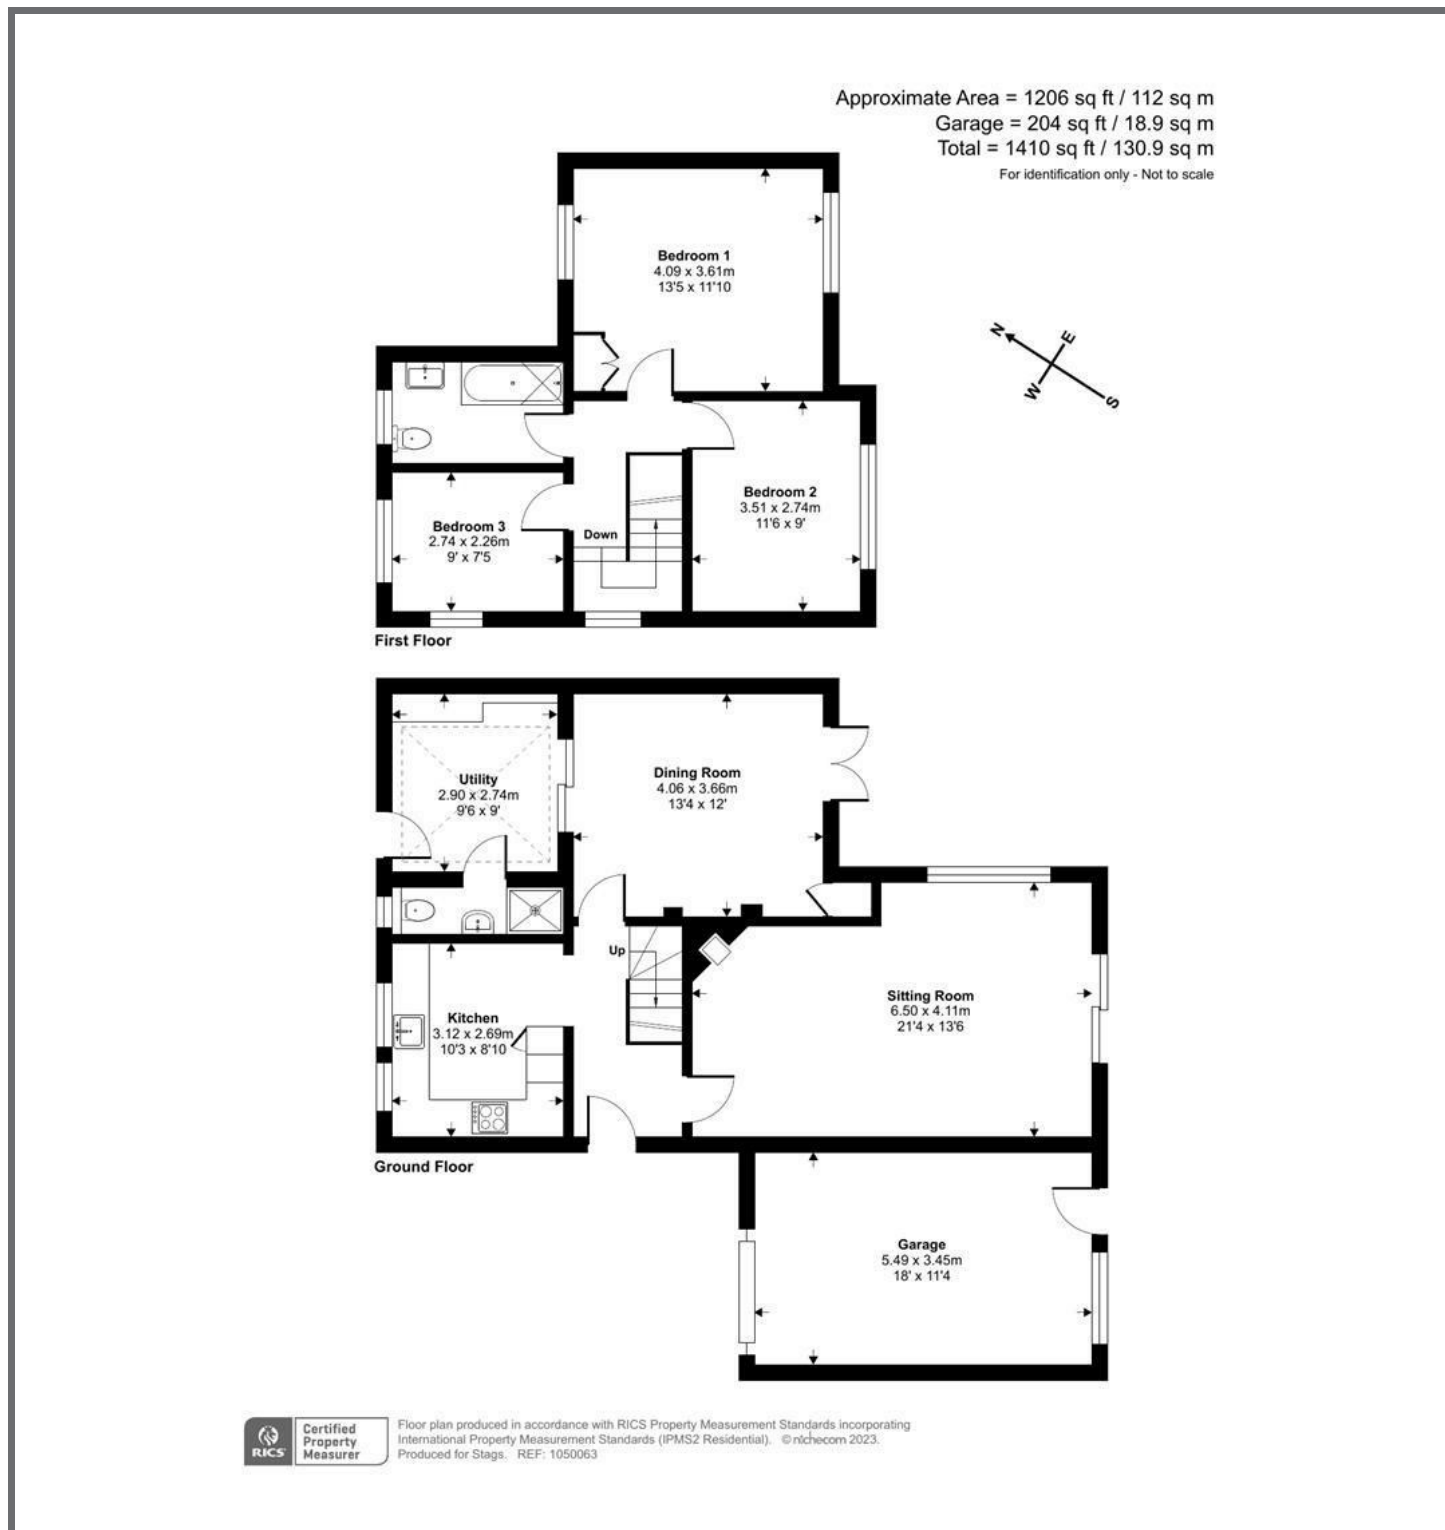 Approximate Area = 1206 sq ft / 112 sq m
Garage = 204 sq ft / 18.9 sq m
Total = 1410 sq ft / 130.9 sq m
For identification only - Not to scale
Bedroom 1
4.09 x 3.61m
13'5 x 11'10
N
E
W
S
Bedroom 2
3.51 x 2.74m
11'6 x 9'
Bedroom 3
2.74 x 2.26m
9' x 7'5
Down
First Floor
Utility
2.90 x 2.74m
9'6 x 9'
Dining Room
4.06 x 3.66m
13'4 x 12'
Up
Kitchen
3.12 x 2.69m
10'3 x 8'10
Sitting Room
6.50 x 4.11m
21'4 x 13'6
Ground Floor
Garage
5.49 x 3.45m
18' x 11'4
RICS
Certified
Property
Measurer
Floor plan produced in accordance with RICS Property Measurement Standards incorporating
International Property Measurement Standards (IPMS2 Residential). © nichecom 2023.
Produced for Stags. REF: 1050063